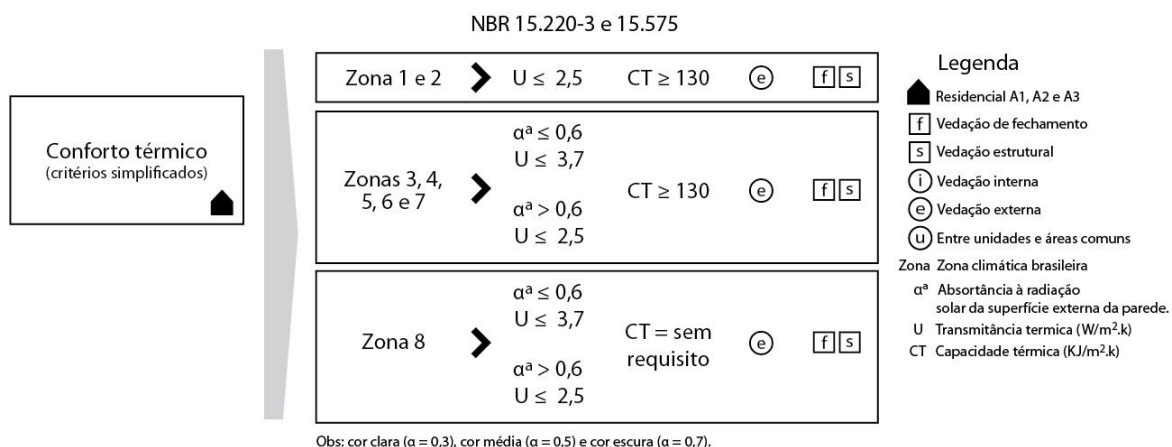 NBR 15.220-3 e 15.575
Conforto térmico
(critérios simplificados)
Zona 1 e 2
U ≤ 2,5
CT ≥ 130
e
f s
Zonas 3, 4,
5, 6 e 7
αª ≤ 0,6
U ≤ 3,7
αª > 0,6
U ≤ 2,5
CT ≥ 130
e
f s
Zona 8
αª ≤ 0,6
U ≤ 3,7
αª > 0,6
U ≤ 2,5
CT = sem
requisito
e
f s
Obs: cor clara (α = 0,3), cor média (α = 0,5) e cor escura (α = 0,7).
Legenda
Residencial A1, A2 e A3
f Vedação de fechamento
s Vedação estrutural
i Vedação interna
e Vedação externa
u Entre unidades e áreas comuns
Zona Zona climática brasileira
αª Absortância à radiação
solar da superfície externa da parede.
U Transmitância termica (W/m².k)
CT Capacidade térmica (KJ/m².k)